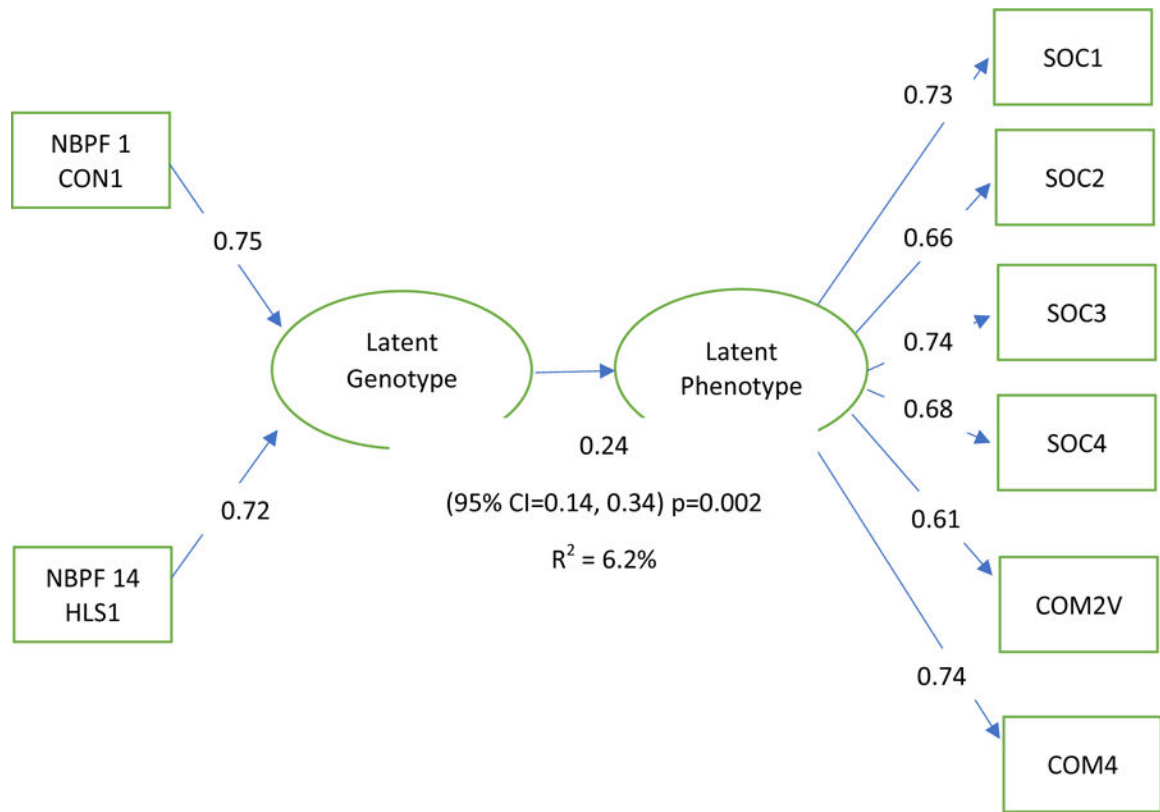 NBPF 1
CON1
0.75
NBPF 14
HLS1
0.72
Latent
Genotype
Latent
Phenotype
0.24
(95% CI=0.14, 0.34) p=0.002
R² = 6.2%
0.73
SOC1
0.66
SOC2
0.74
SOC3
0.68
SOC4
0.61
COM2V
0.74
COM4